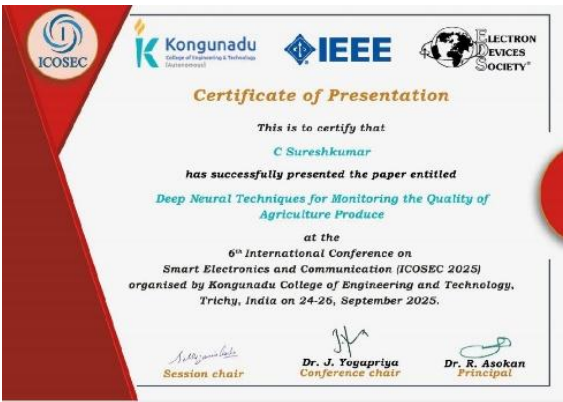 ICOSEC
Kongunadu
College of Engineering & Technology
(Autonomous)
IEEE
ELECTRON
DEVICES
SOCIETY®
Certificate of Presentation
This is to certify that
C Sureshkumar
has successfully presented the paper entitled
Deep Neural Techniques for Monitoring the Quality of
Agriculture Produce
at the
6th International Conference on
Smart Electronics and Communication (ICOSEC 2025)
organised by Kongunadu College of Engineering and Technology,
Trichy, India on 24-26, September 2025.
Session chair
Dr. J. Yogapriya
Conference chair
Dr. R. Asokan
Principal